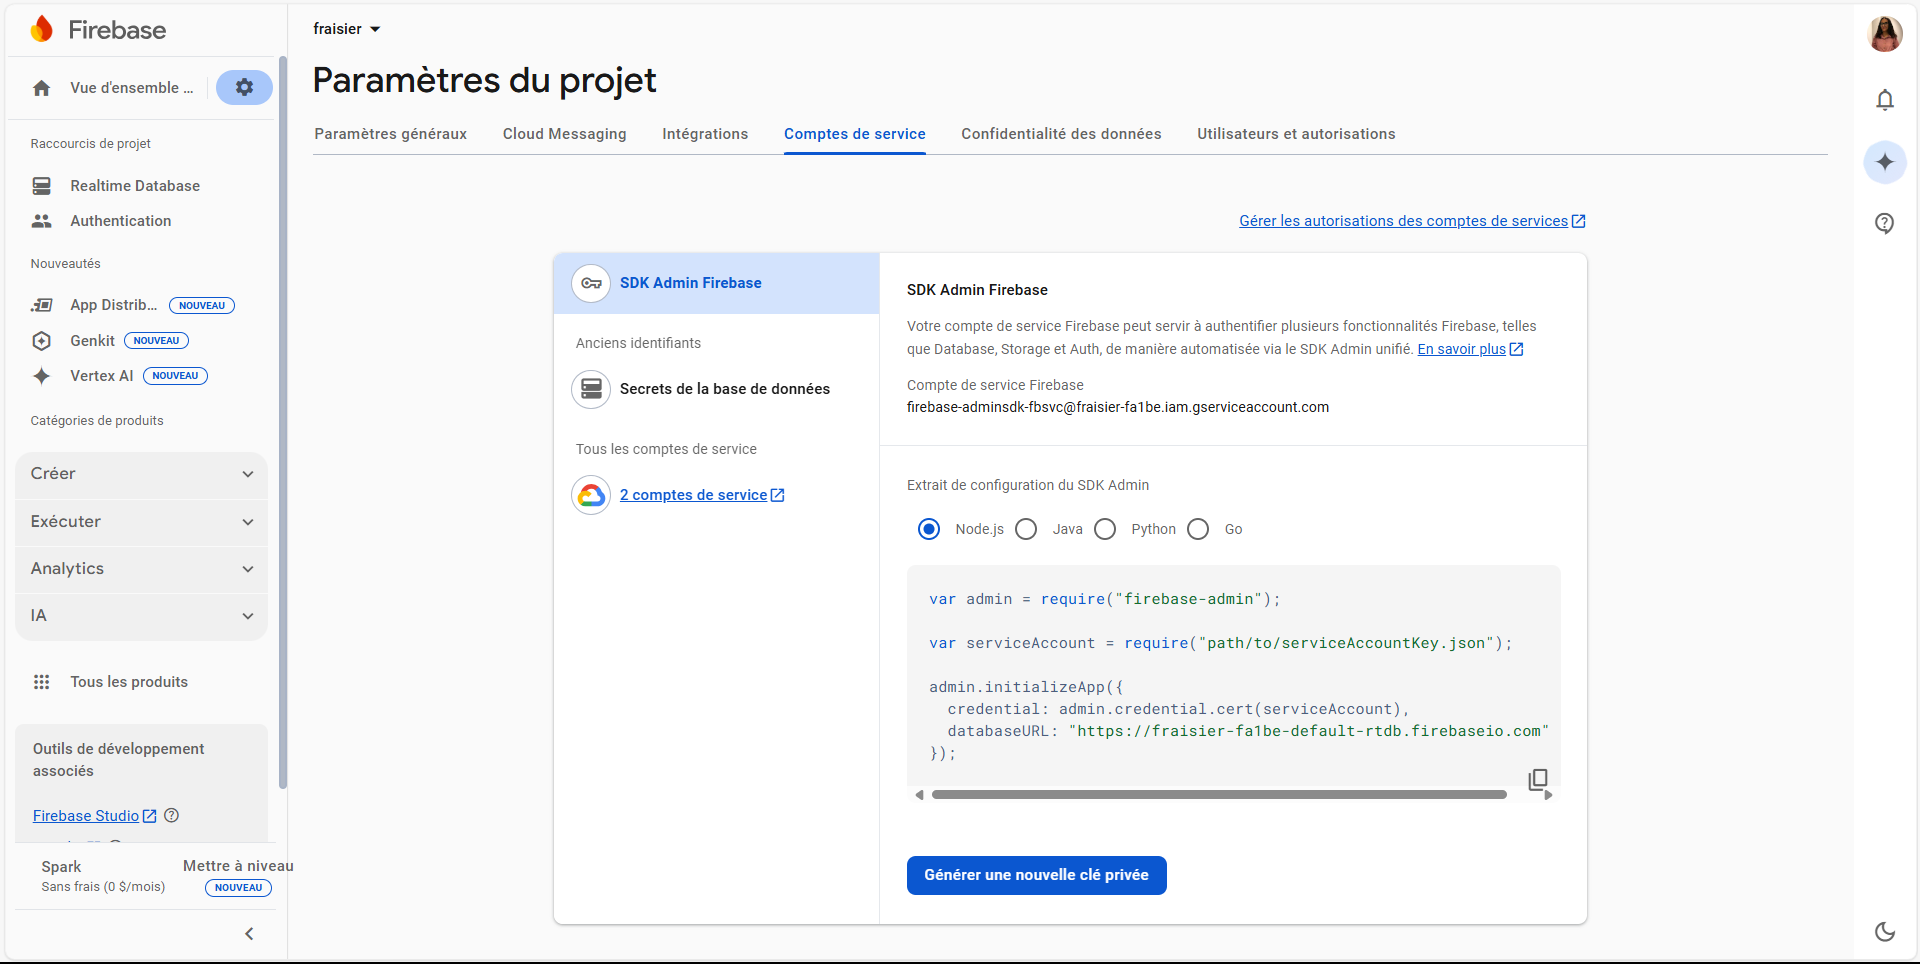 Firebase
Vue d'ensemble ...
Raccourcis de projet
Realtime Database
Authentication
Nouveautés
App Distrib... NOUVEAU
Genkit NOUVEAU
Vertex AI NOUVEAU
Catégories de produits
Créer
Exécuter
Analytics
IA
Tous les produits
Outils de développement
associés
Firebase Studio
Spark
Sans frais (0 $/mois)
Mettre à niveau
NOUVEAU
fraisier
Paramètres du projet
Paramètres généraux Cloud Messaging Intégrations Comptes de service Confidentialité des données Utilisateurs et autorisations
Gérer les autorisations des comptes de services
SDK Admin Firebase
Anciens identifiants
Secrets de la base de données
Tous les comptes de service
2 comptes de service
SDK Admin Firebase
Votre compte de service Firebase peut servir à authentifier plusieurs fonctionnalités Firebase, telles
que Database, Storage et Auth, de manière automatisée via le SDK Admin unifié. En savoir plus
Compte de service Firebase
firebase-adminsdk-fbsvc@fraisier-fa1be.iam.gserviceaccount.com
Extrait de configuration du SDK Admin
Node.js Java Python Go
var admin = require("firebase-admin");
var serviceAccount = require("path/to/serviceAccountKey.json");
admin.initializeApp({
credential: admin.credential.cert(serviceAccount),
databaseURL: "https://fraisier-fa1be-default-rtdb.firebaseio.com"
});
Générer une nouvelle clé privée